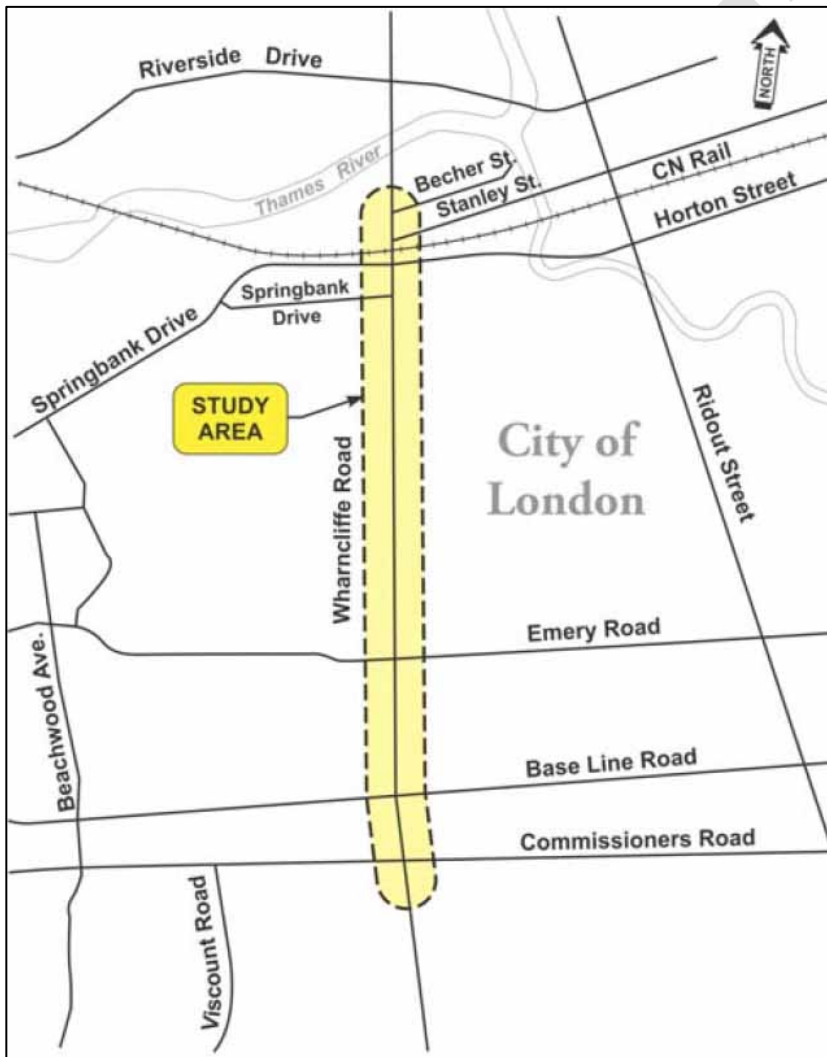 NORTH
Riverside Drive
Becher St.
Stanley St.
CN Rail
Thames River
Horton Street
Springbank
Drive
Springbank Drive
STUDY
AREA
City of
London
Ridout Street
Wharncliffe Road
Emery Road
Beachwood Ave.
Base Line Road
Commissioners Road
Viscount Road